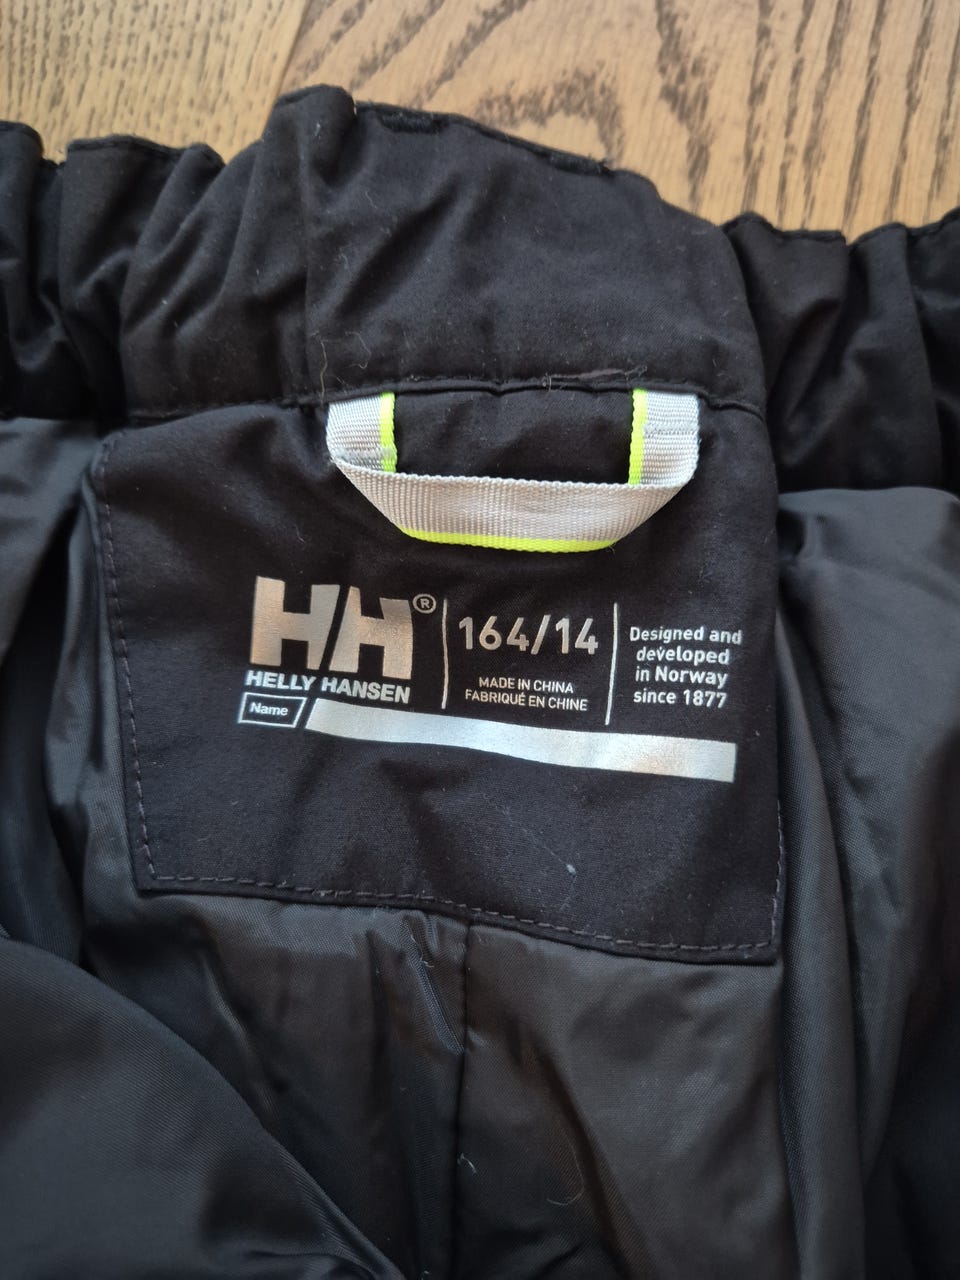 HH®
HELLY HANSEN
Name
164/14
MADE IN CHINA
FABRIQUÉ EN CHINE
Designed and
developed
in Norway
since 1877